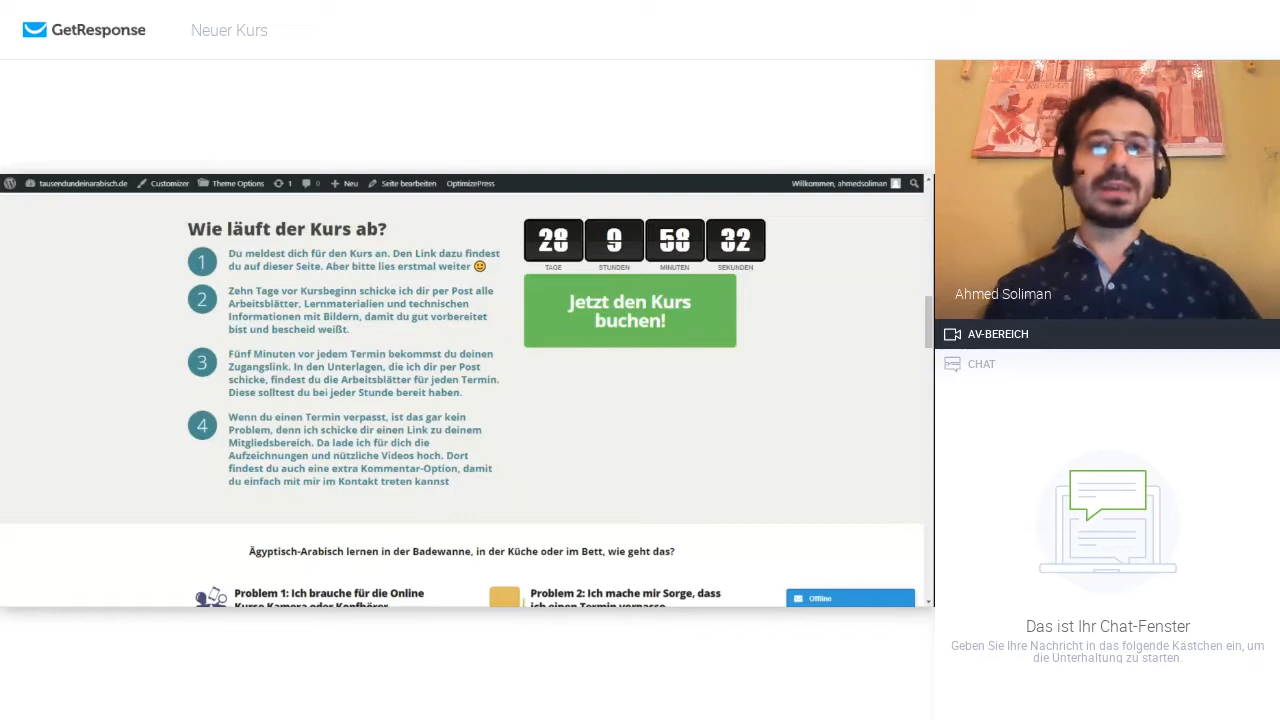 GetResponse
Neuer Kurs
tausendundeinarabisch.de Customizer Theme Options 1 0 Neu Seite bearbeiten OptimizePress Willkommen, ahmedsoliman
Wie läuft der Kurs ab?
1
Du meldest dich für den Kurs an. Den Link dazu findest
du auf dieser Seite. Aber bitte lies erstmal weiter
2
Zehn Tage vor Kursbeginn schicke ich dir per Post alle
Arbeitsblätter, Lernmaterialien und technischen
Informationen mit Bildern, damit du gut vorbereitet
bist und bescheid weißt.
3
Fünf Minuten vor jedem Termin bekommst du deinen
Zugangslink. In den Unterlagen, die ich dir per Post
schicke, findest du die Arbeitsblätter für jeden Termin.
Diese solltest du bei jeder Stunde bereit haben.
4
Wenn du einen Termin verpasst, ist das gar kein
Problem, denn ich schicke dir einen Link zu deinem
Mitgliedsbereich. Da lade ich für dich die
Aufzeichnungen und nützliche Videos hoch. Dort
findest du auch eine extra Kommentar-Option, damit
du einfach mit mir im Kontakt treten kannst
28 9 58 32
TAGE STUNDEN MINUTEN SEKUNDEN
Jetzt den Kurs
buchen!
Ägyptisch-Arabisch lernen in der Badewanne, in der Küche oder im Bett, wie geht das?
Problem 1: Ich brauche für die Online
Kurse Kamera oder Kopfhörer
Problem 2: Ich mache mir Sorge, dass
ich einen Termin verpasse
Offline
Ahmed Soliman
AV-BEREICH
CHAT
Das ist Ihr Chat-Fenster
Geben Sie Ihre Nachricht in das folgende Kästchen ein, um
die Unterhaltung zu starten.